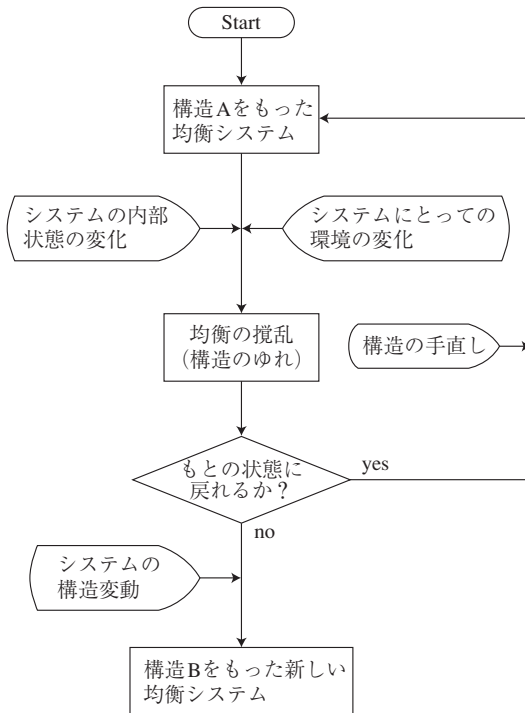 Start
構造Aをもった
均衡システム
システムの内部
状態の変化
システムにとっての
環境の変化
均衡の撹乱
(構造のゆれ)
構造の手直し
もとの状態に
戻れるか？
yes
no
システムの
構造変動
構造Bをもった新しい
均衡システム